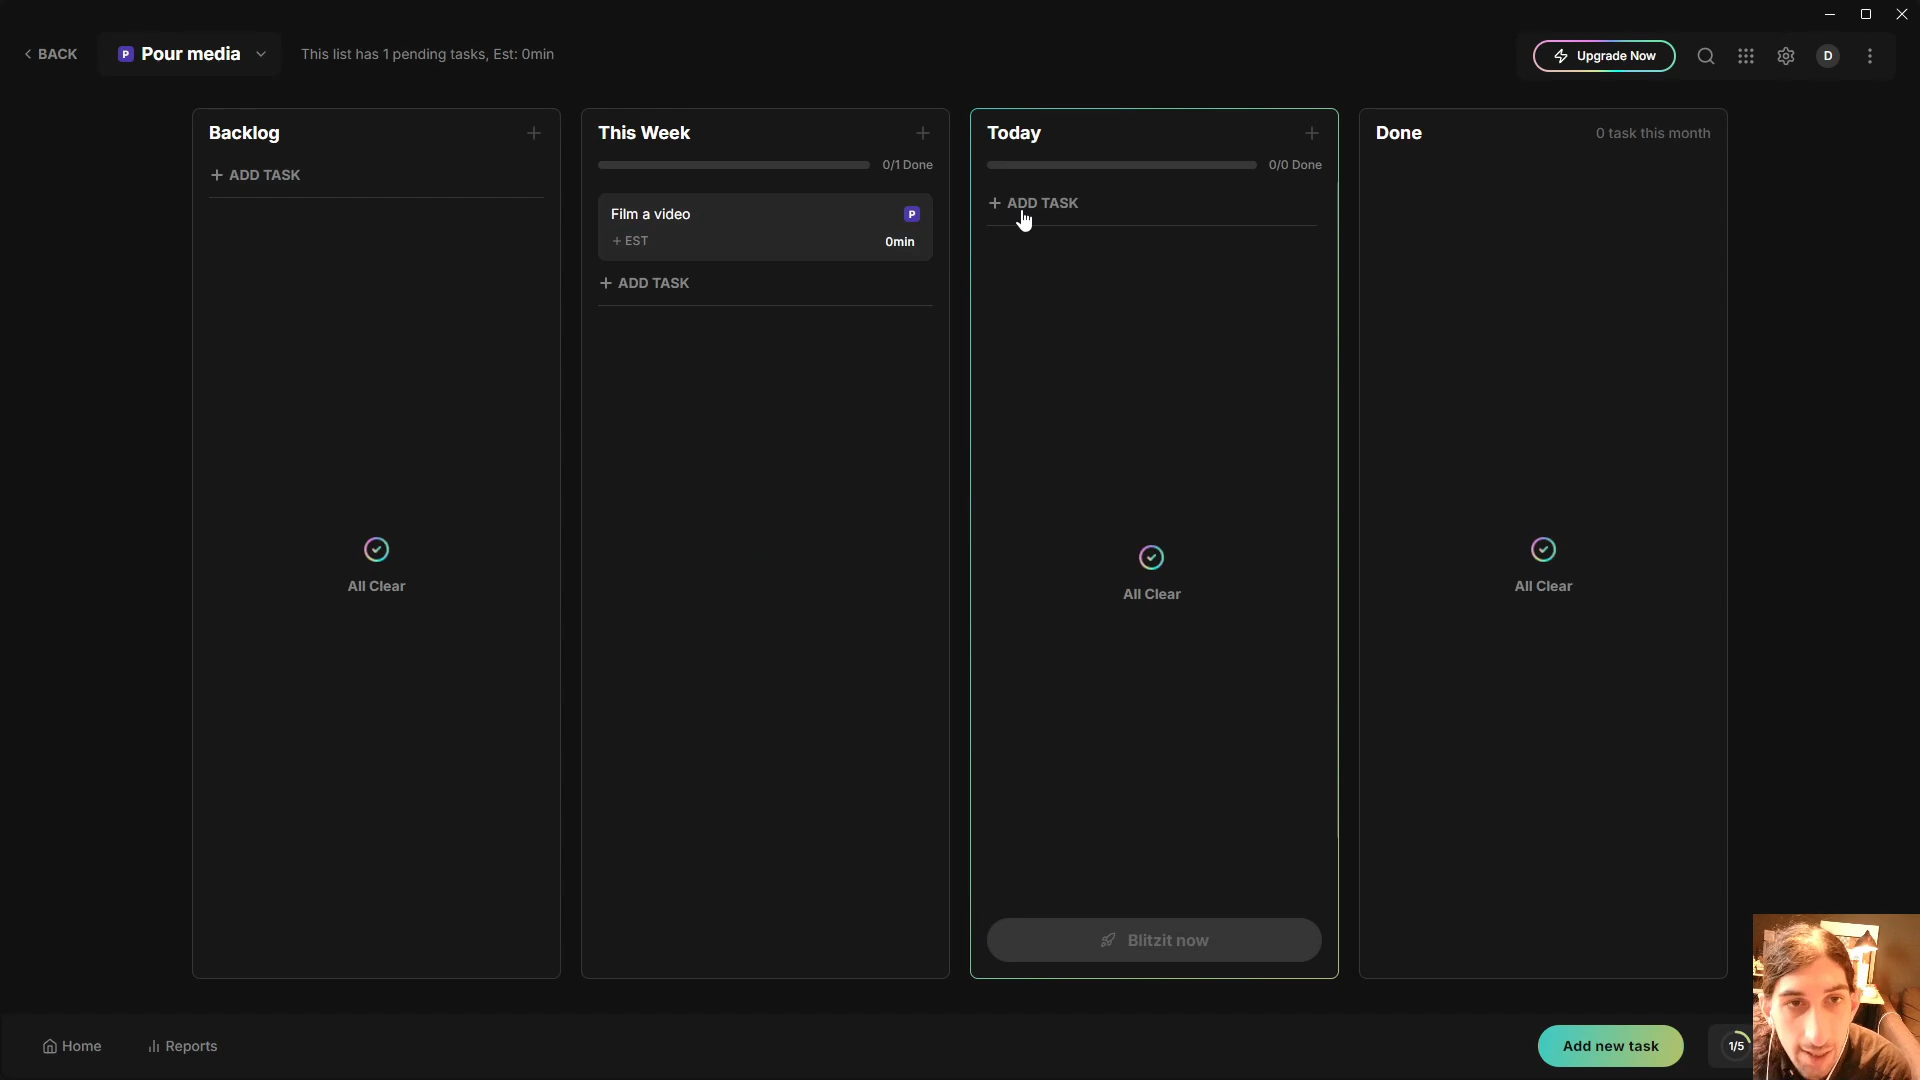 BACK
P Pour media
This list has 1 pending tasks, Est: 0min
Upgrade Now
D
Backlog
+ ADD TASK
All Clear
This Week
0/1 Done
Film a video
P
+ EST
0min
+ ADD TASK
Today
0/0 Done
+ ADD TASK
All Clear
Blitzit now
Done
0 task this month
All Clear
Home
Reports
Add new task
1/5